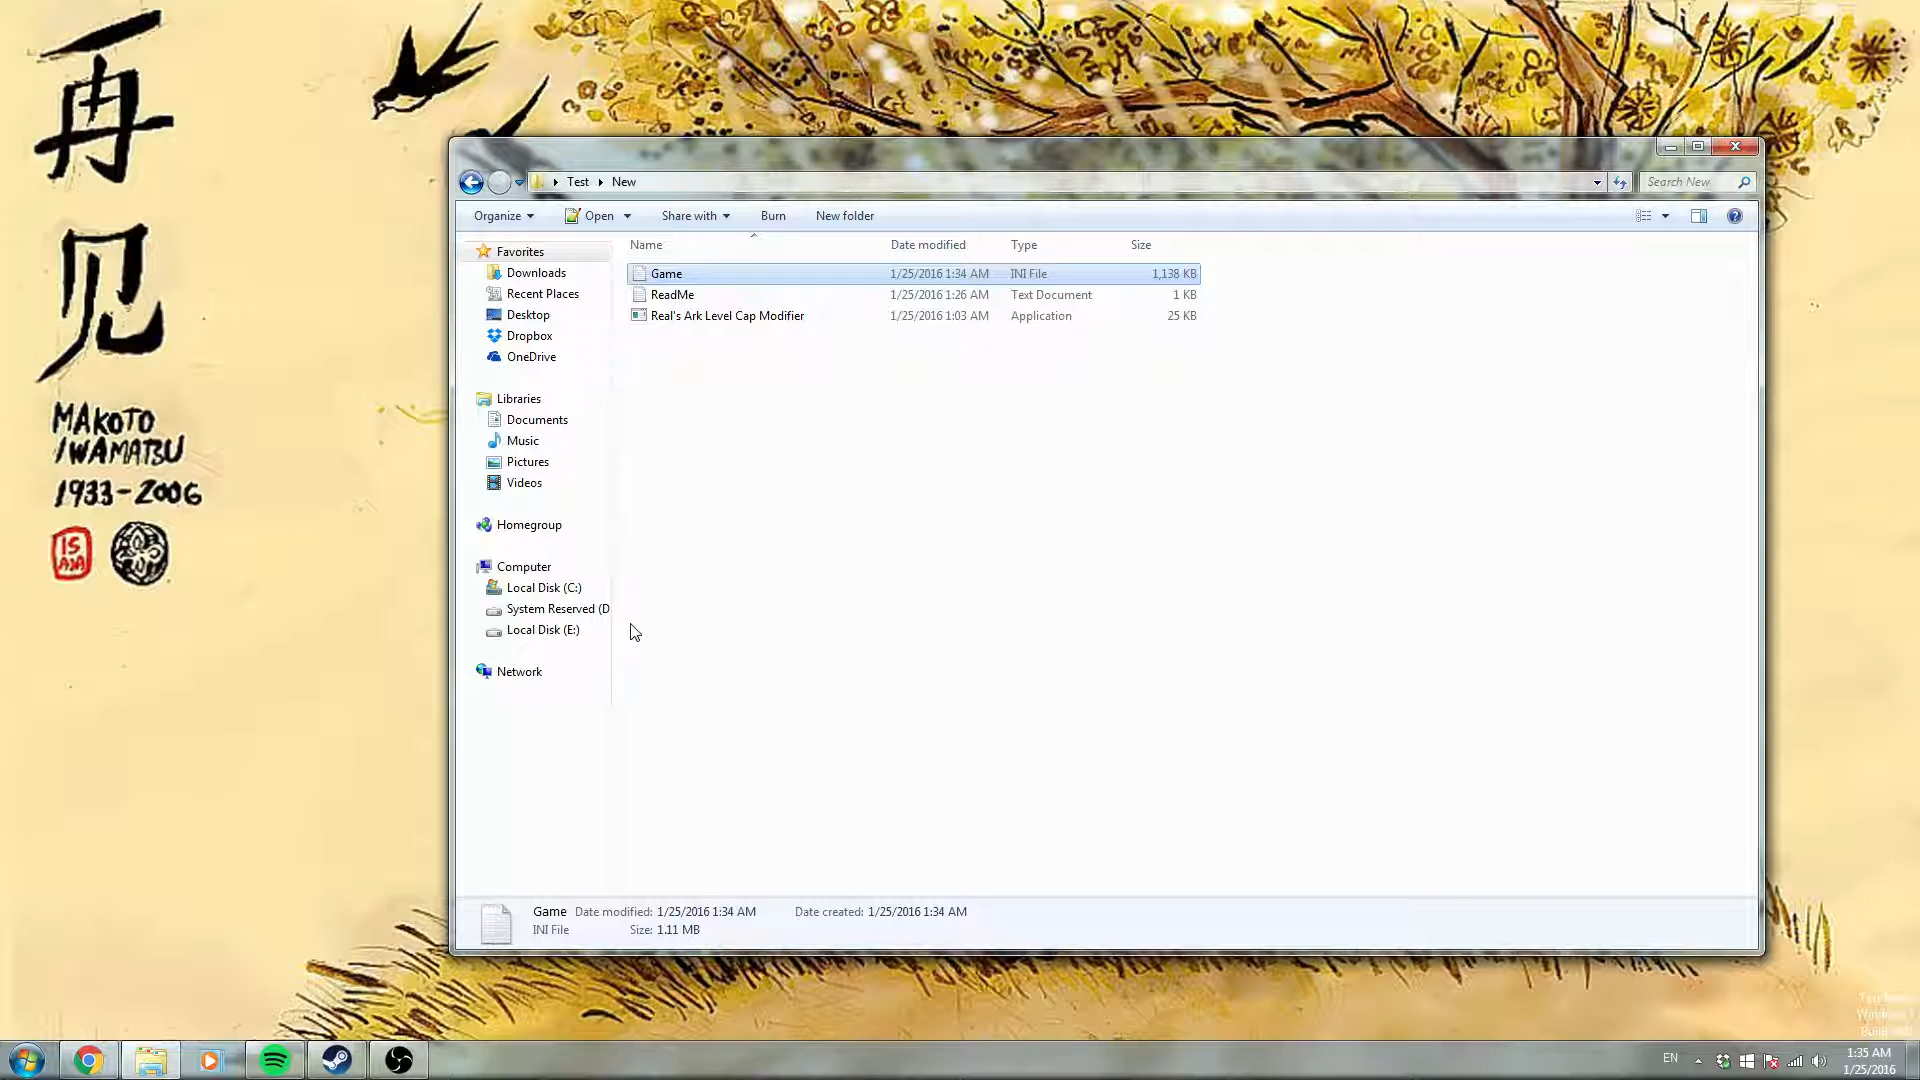 再
见
MAKOTO
IWAMATSU
1933-2006
IS
Test
New
Search New
Organize
Open
Share with
Burn
New folder
Name
Date modified
Type
Size
Game
1/25/2016 1:34 AM
INI File
1,138 KB
ReadMe
1/25/2016 1:26 AM
Text Document
1 KB
Real's Ark Level Cap Modifier
1/25/2016 1:03 AM
Application
25 KB
Favorites
Downloads
Recent Places
Desktop
Dropbox
OneDrive
Libraries
Documents
Music
Pictures
Videos
Homegroup
Computer
Local Disk (C:)
System Reserved (D
Local Disk (E:)
Network
Game
Date modified: 1/25/2016 1:34 AM
Date created: 1/25/2016 1:34 AM
INI File
Size: 1.11 MB
EN
1:35 AM
1/25/2016